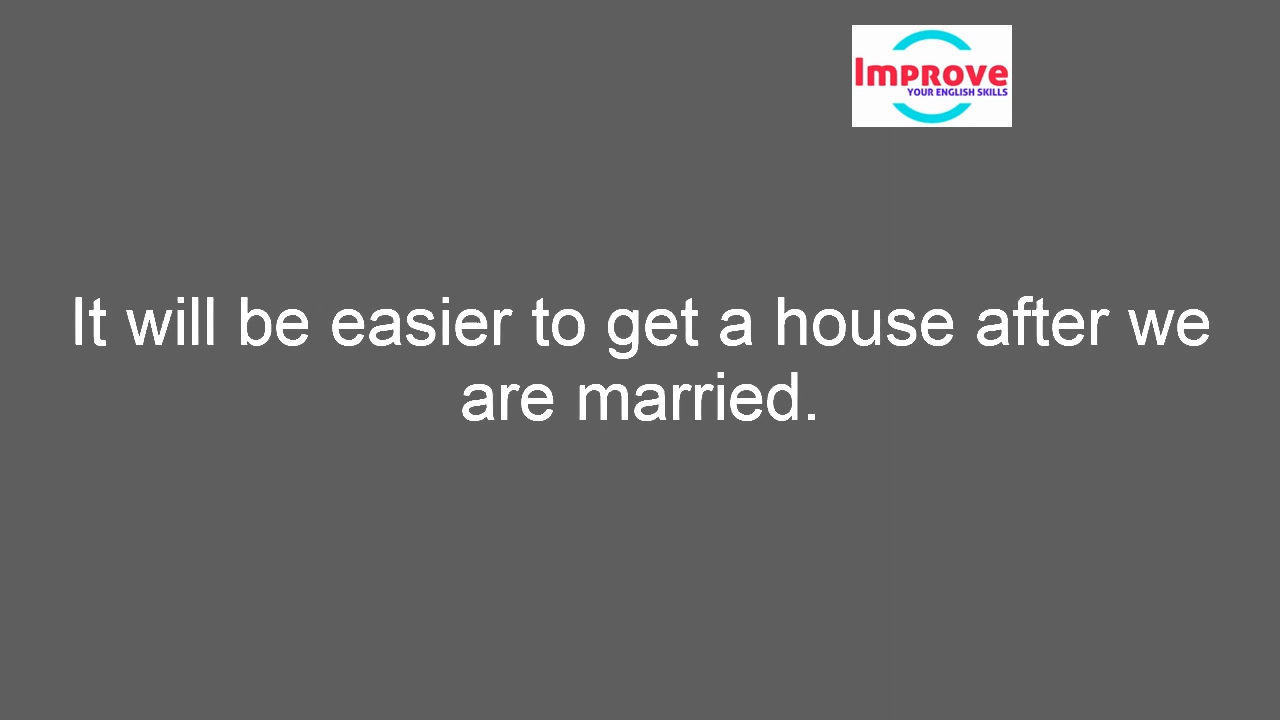 Improve
YOUR ENGLISH SKILLS
It will be easier to get a house after we
are married.